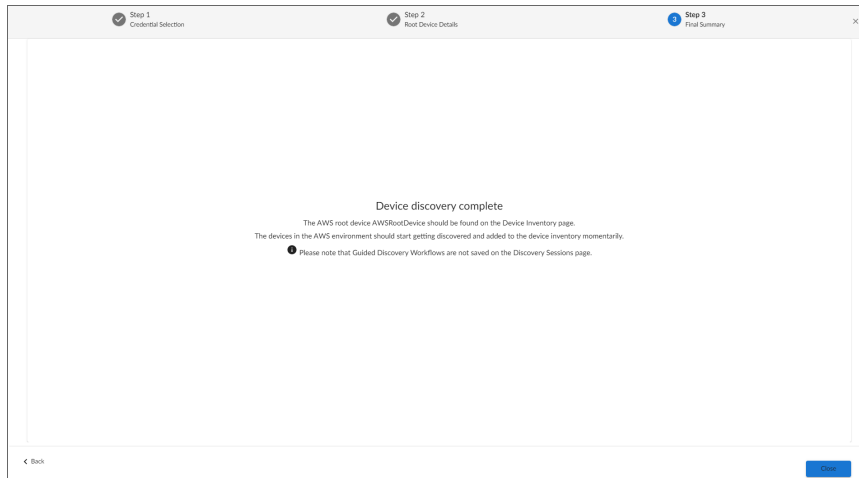 Step 1
Credential Selection
Step 2
Root Device Details
3
Step 3
Final Summary
Device discovery complete
The AWS root device AWSRootDevice should be found on the Device Inventory page.
The devices in the AWS environment should start getting discovered and added to the device inventory momentarily.
Please note that Guided Discovery Workflows are not saved on the Discovery Sessions page.
Back
Close